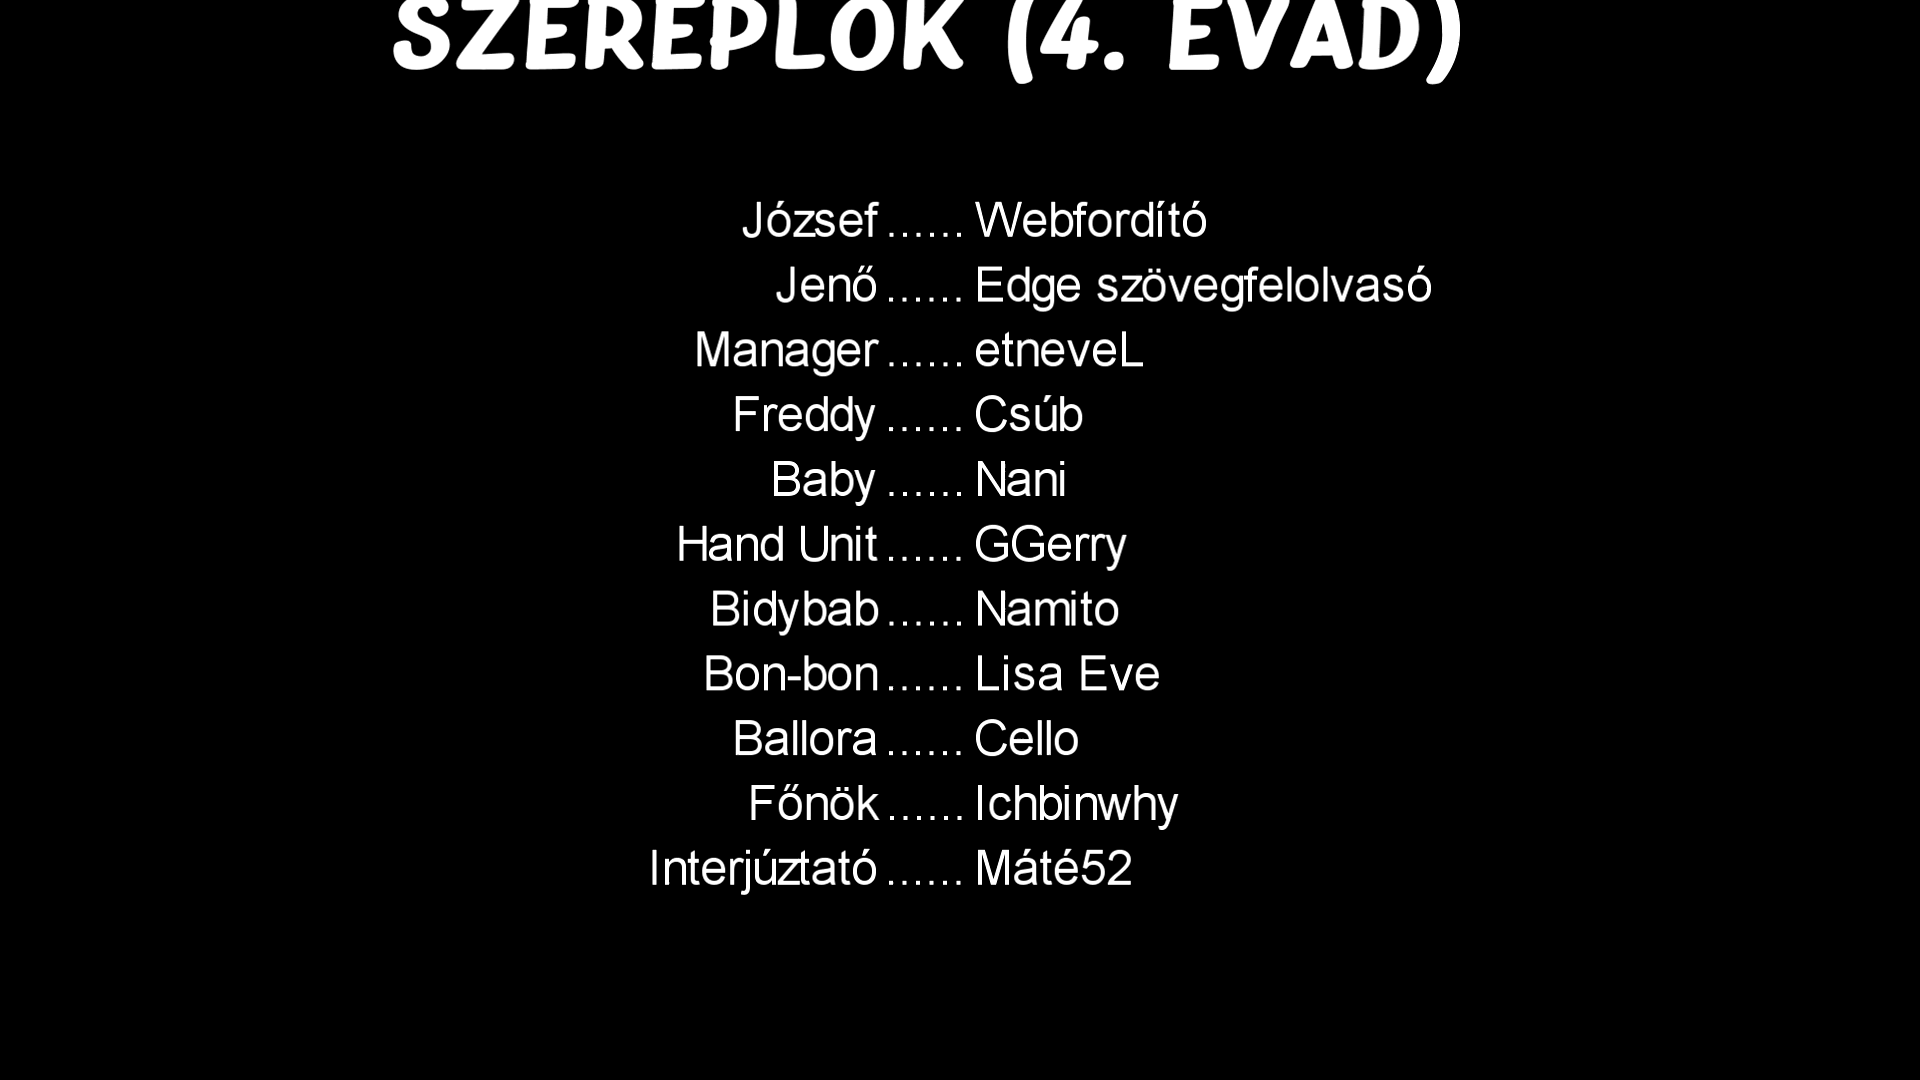 SZEREPLŐK (4. ÉVAD)
József ...... Webfordító
Jenő ...... Edge szövegfelolvasó
Manager ...... etneveL
Freddy ...... Csúb
Baby ...... Nani
Hand Unit ...... GGerry
Bidybab ...... Namito
Bon-bon ...... Lisa Eve
Ballora ...... Cello
Főnök ...... Ichbinwhy
Interjúztató ...... Máté52